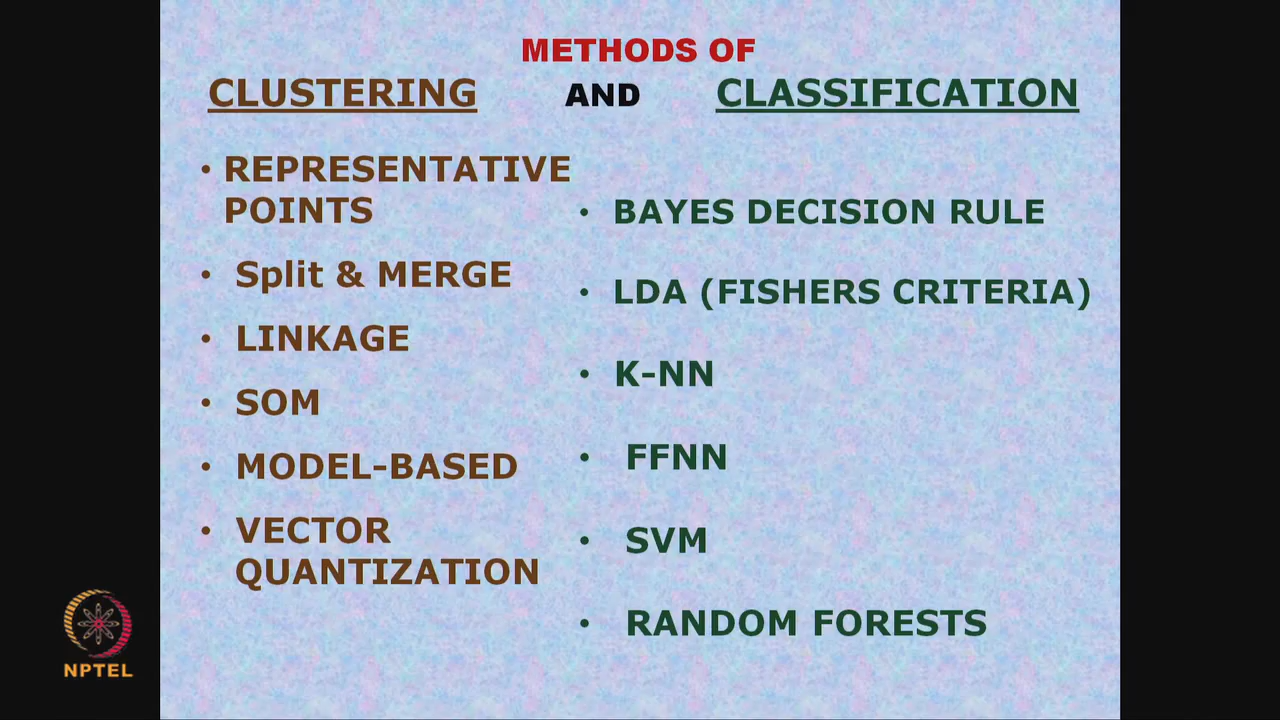 METHODS OF
CLUSTERING AND CLASSIFICATION
• REPRESENTATIVE
POINTS
• Split & MERGE
• LINKAGE
• SOM
• MODEL-BASED
• VECTOR
QUANTIZATION
• BAYES DECISION RULE
• LDA (FISHERS CRITERIA)
• K-NN
• FFNN
• SVM
• RANDOM FORESTS
NPTEL